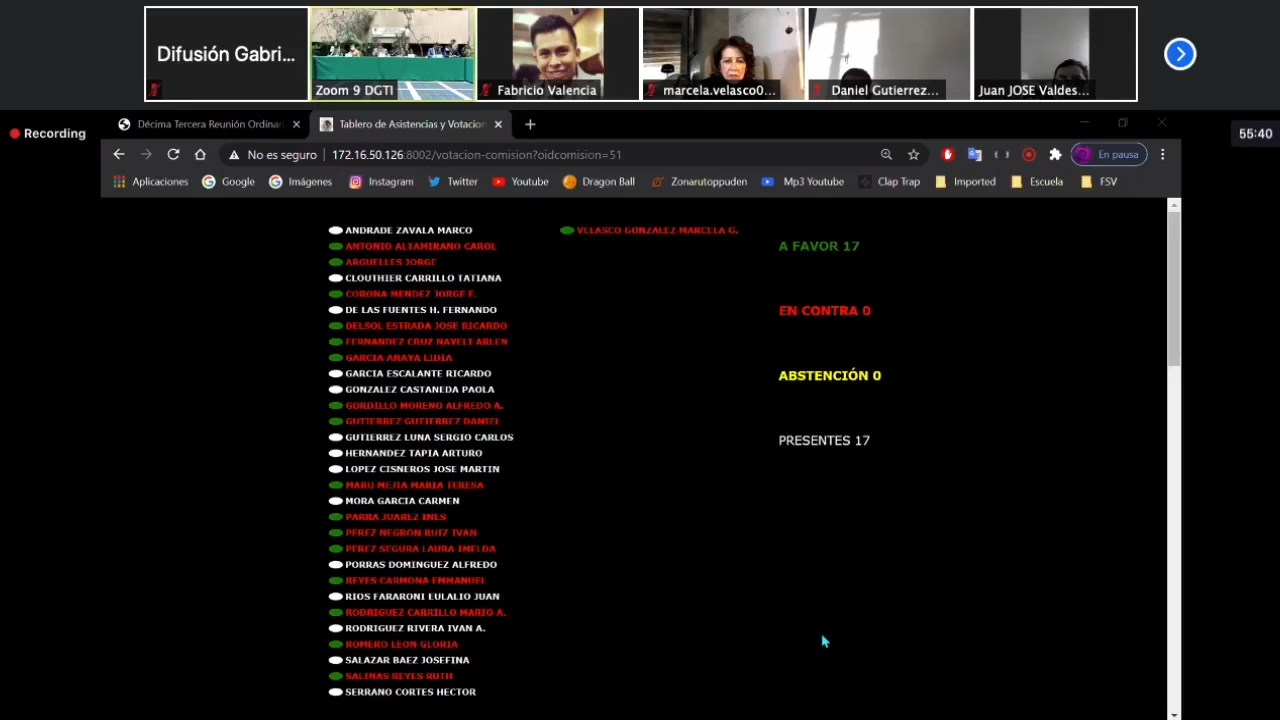 Difusión Gabri...
Zoom 9 DGTI
Fabricio Valencia
marcela.velasco0...
Daniel Gutierrez...
Juan JOSE Valdes...
Recording
55:40
Décima Tercera Reunión Ordinar
Tablero de Asistencias y Votacion
No es seguro 172.16.50.126:8002/votacion-comision?oidcomision=51
En pausa
Aplicaciones Google Imágenes Instagram Twitter Youtube Dragon Ball Zonarutoppuden Mp3 Youtube Clap Trap Imported Escuela FSV
ANDRADE ZAVALA MARCO
ANTONIO ALTAMIRANO CAROL
ARGUELLES JORGE
CLOUTHIER CARRILLO TATIANA
CORONA MENDEZ JORGE F.
DE LAS FUENTES H. FERNANDO
DELSOL ESTRADA JOSE RICARDO
FERNANDEZ CRUZ NAYELI ARLEN
GARCIA ANAYA LIDIA
GARCIA ESCALANTE RICARDO
GONZALEZ CASTANEDA PAOLA
GORDILLO MORENO ALFREDO A.
GUTIERREZ GUTIERREZ DANIEL
GUTIERREZ LUNA SERGIO CARLOS
HERNANDEZ TAPIA ARTURO
LOPEZ CISNEROS JOSE MARTIN
MARU MEJIA MARIA TERESA
MORA GARCIA CARMEN
PARRA JUAREZ INES
PEREZ NEGRON RUIZ IVAN
PEREZ SEGURA LAURA IMELDA
PORRAS DOMINGUEZ ALFREDO
REYES CARMONA EMMANUEL
RIOS FARARONI EULALIO JUAN
RODRIGUEZ CARRILLO MARIO A.
RODRIGUEZ RIVERA IVAN A.
ROMERO LEON GLORIA
SALAZAR BAEZ JOSEFINA
SALINAS REYES RUTH
SERRANO CORTES HECTOR
VELASCO GONZALEZ MARCELA G.
A FAVOR 17
EN CONTRA 0
ABSTENCIÓN 0
PRESENTES 17